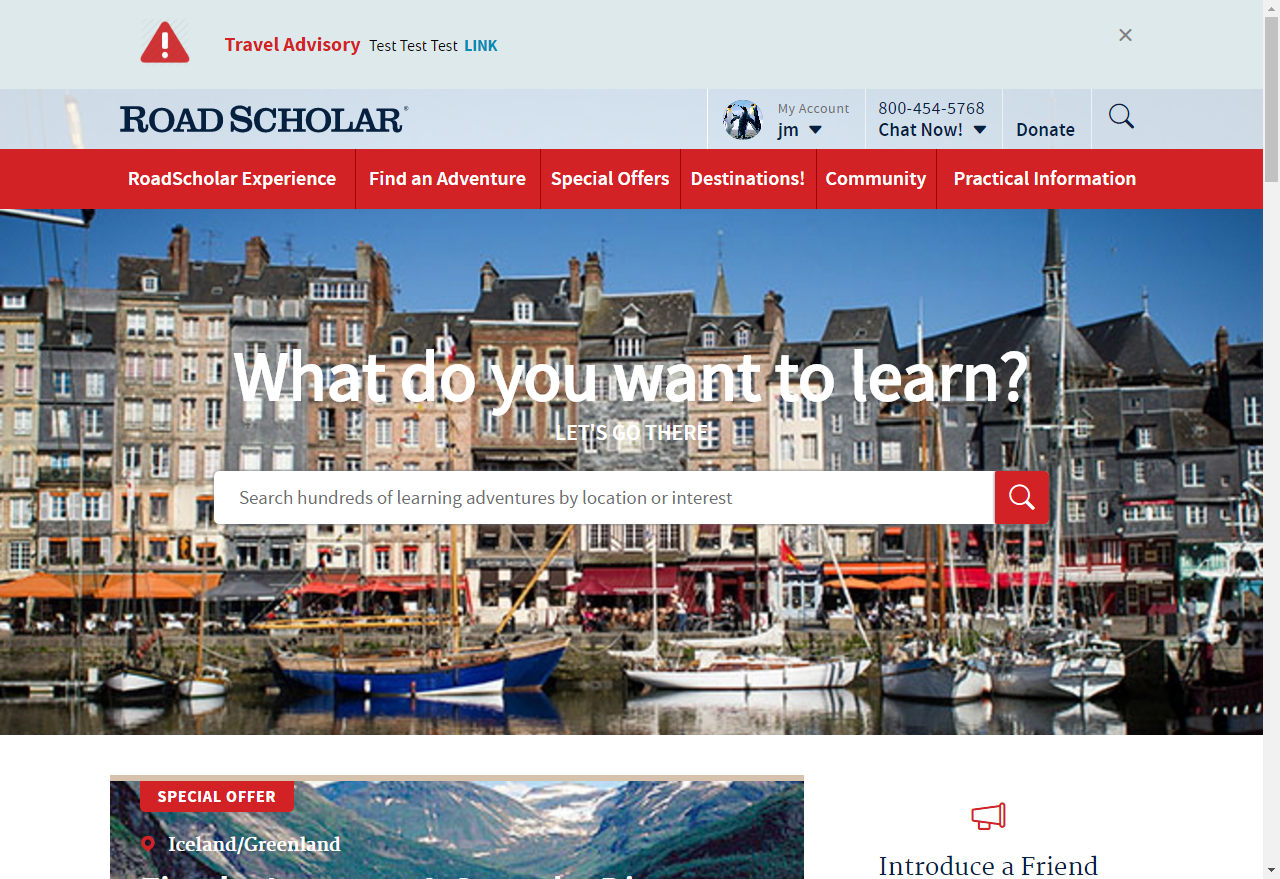 Travel Advisory Test Test Test LINK
ROAD SCHOLAR®
My Account
jm
800-454-5768
Chat Now!
Donate
RoadScholar Experience
Find an Adventure
Special Offers
Destinations!
Community
Practical Information
What do you want to learn?
LET'S GO THERE
Search hundreds of learning adventures by location or interest
SPECIAL OFFER
Iceland/Greenland
Introduce a Friend